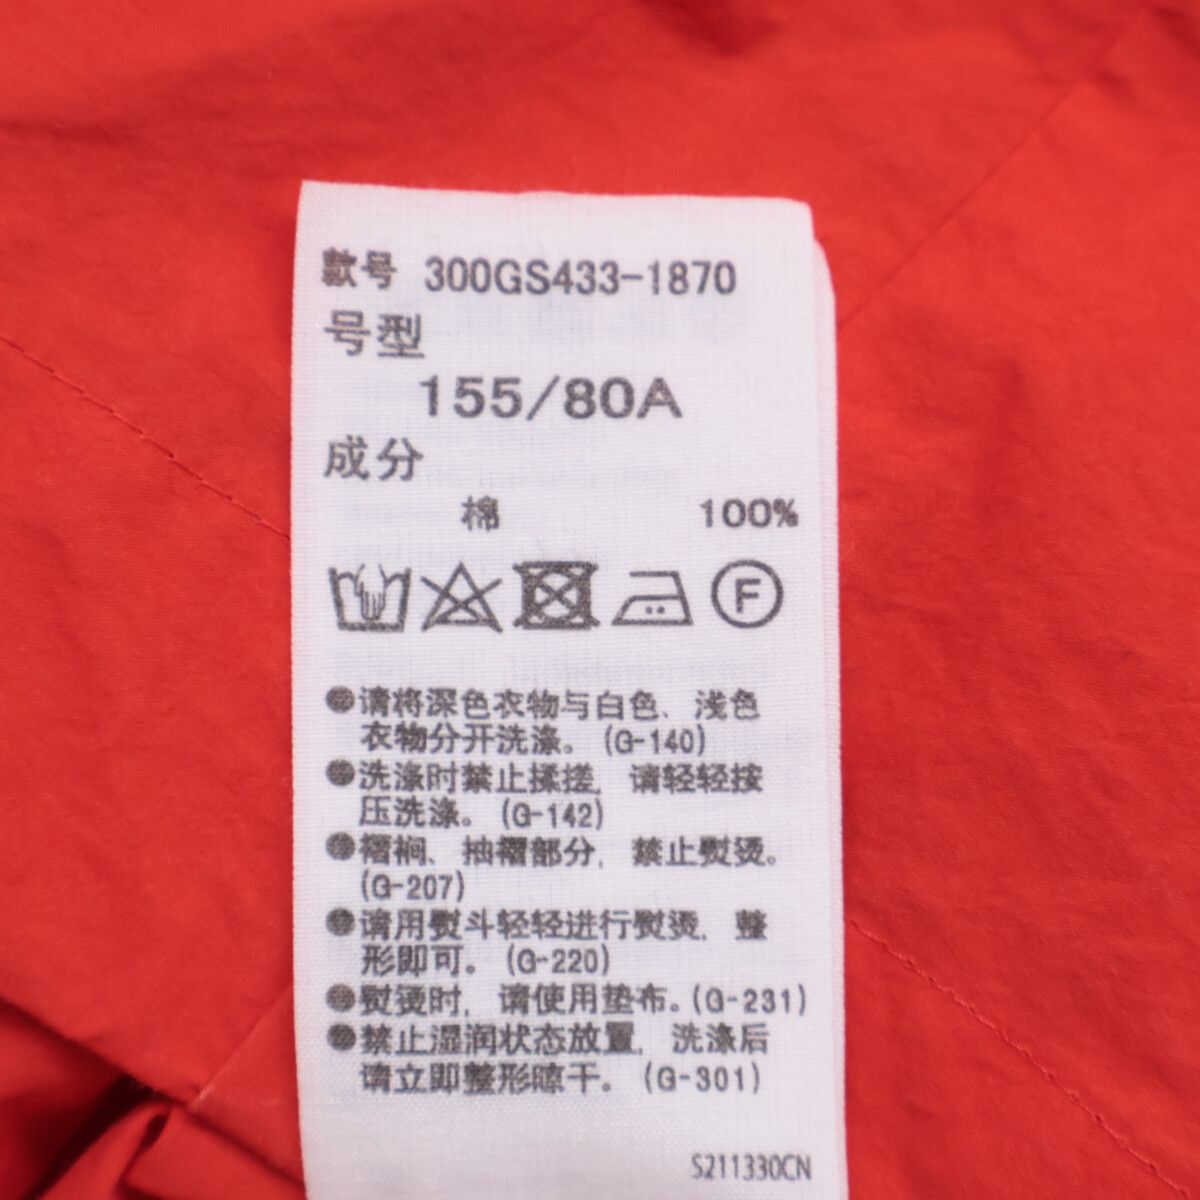 款号 300GS433-1870
号型
155/80A
成分
棉 100%
F
●请将深色衣物与白色、浅色
衣物分开洗涤。(G-140)
●洗涤时禁止揉搓，请轻轻按
压洗涤。(G-142)
●褶裥、抽褶部分，禁止熨烫。
(G-207)
●请用熨斗轻轻进行熨烫，整
形即可。(G-220)
●熨烫时，请使用垫布。(G-231)
●禁止湿润状态放置，洗涤后
请立即整形晾干。(G-301)
S211330CN